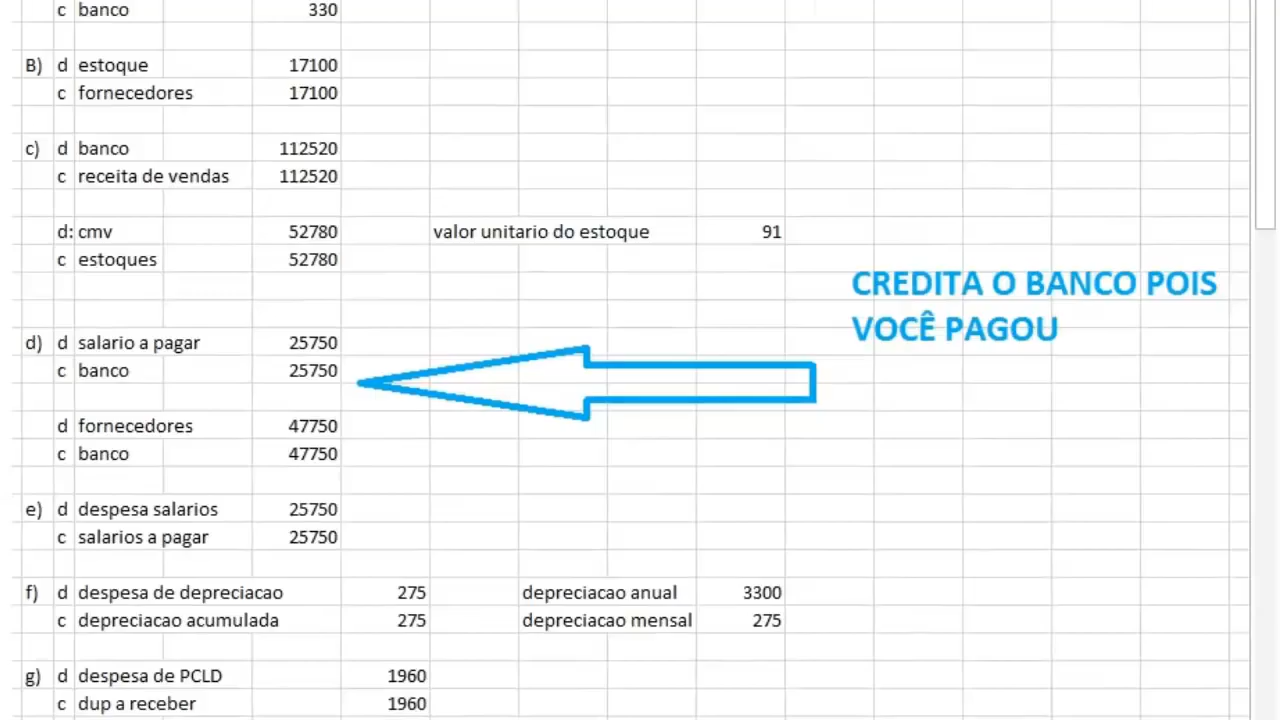 c banco 330
B) d estoque 17100
c fornecedores 17100
c) d banco 112520
c receita de vendas 112520
d: cmv 52780 valor unitario do estoque 91
c estoques 52780
CREDITA O BANCO POIS
VOCÊ PAGOU
d) d salario a pagar 25750
c banco 25750
d fornecedores 47750
c banco 47750
e) d despesa salarios 25750
c salarios a pagar 25750
f) d despesa de depreciacao 275 depreciacao anual 3300
c depreciacao acumulada 275 depreciacao mensal 275
g) d despesa de PCLD 1960
c dup a receber 1960